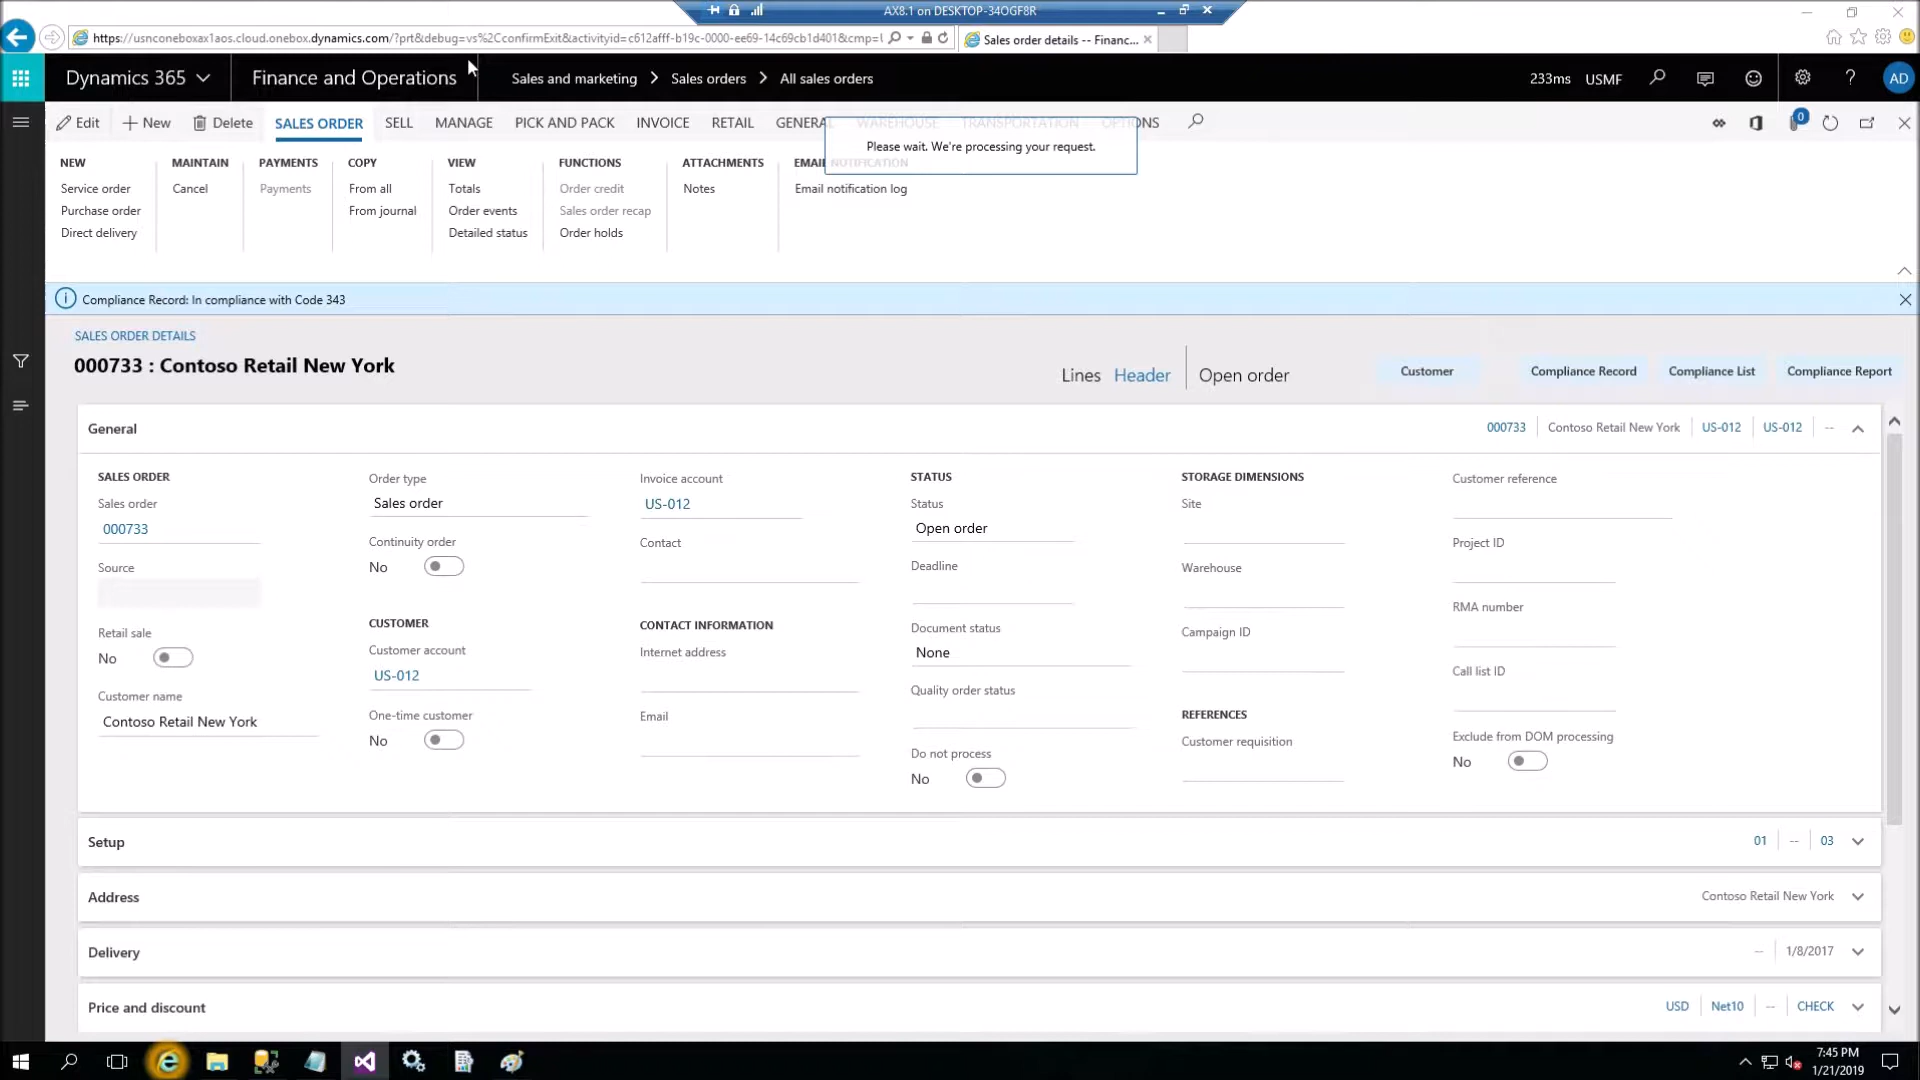 AX8.1 on DESKTOP-34OGF8R
https://usnconeboxax1aos.cloud.onebox.dynamics.com/?prt&debug=vs%2CconfirmExit&activityid=c612afff-b19c-0000-ee69-14c69cb1d401&cmp=
Sales order details -- Financ...
Dynamics 365
Finance and Operations
Sales and marketing > Sales orders > All sales orders
233ms USMF
? AD
Edit
New
Delete
SALES ORDER SELL MANAGE PICK AND PACK INVOICE RETAIL GENERAL WAREHOUSE TRANSPORTATION OPTIONS
0
Please wait. We're processing your request.
NEW
Service order
Purchase order
Direct delivery
MAINTAIN
Cancel
PAYMENTS
Payments
COPY
From all
From journal
VIEW
Totals
Order events
Detailed status
FUNCTIONS
Order credit
Sales order recap
Order holds
ATTACHMENTS
Notes
EMAIL NOTIFICATION
Email notification log
Compliance Record: In compliance with Code 343
SALES ORDER DETAILS
000733 : Contoso Retail New York
Lines Header Open order
Customer
Compliance Record
Compliance List
Compliance Report
General
000733 Contoso Retail New York US-012 US-012 --
SALES ORDER
Sales order
000733
Source
Retail sale
No
Customer name
Contoso Retail New York
Order type
Sales order
Continuity order
No
CUSTOMER
Customer account
US-012
One-time customer
No
Invoice account
US-012
Contact
CONTACT INFORMATION
Internet address
Email
STATUS
Status
Open order
Deadline
Document status
None
Quality order status
Do not process
No
STORAGE DIMENSIONS
Site
Warehouse
Campaign ID
REFERENCES
Customer requisition
Customer reference
Project ID
RMA number
Call list ID
Exclude from DOM processing
No
Setup
01 -- 03
Address
Contoso Retail New York
Delivery
-- 1/8/2017
Price and discount
USD Net10 -- CHECK
7:45 PM
1/21/2019